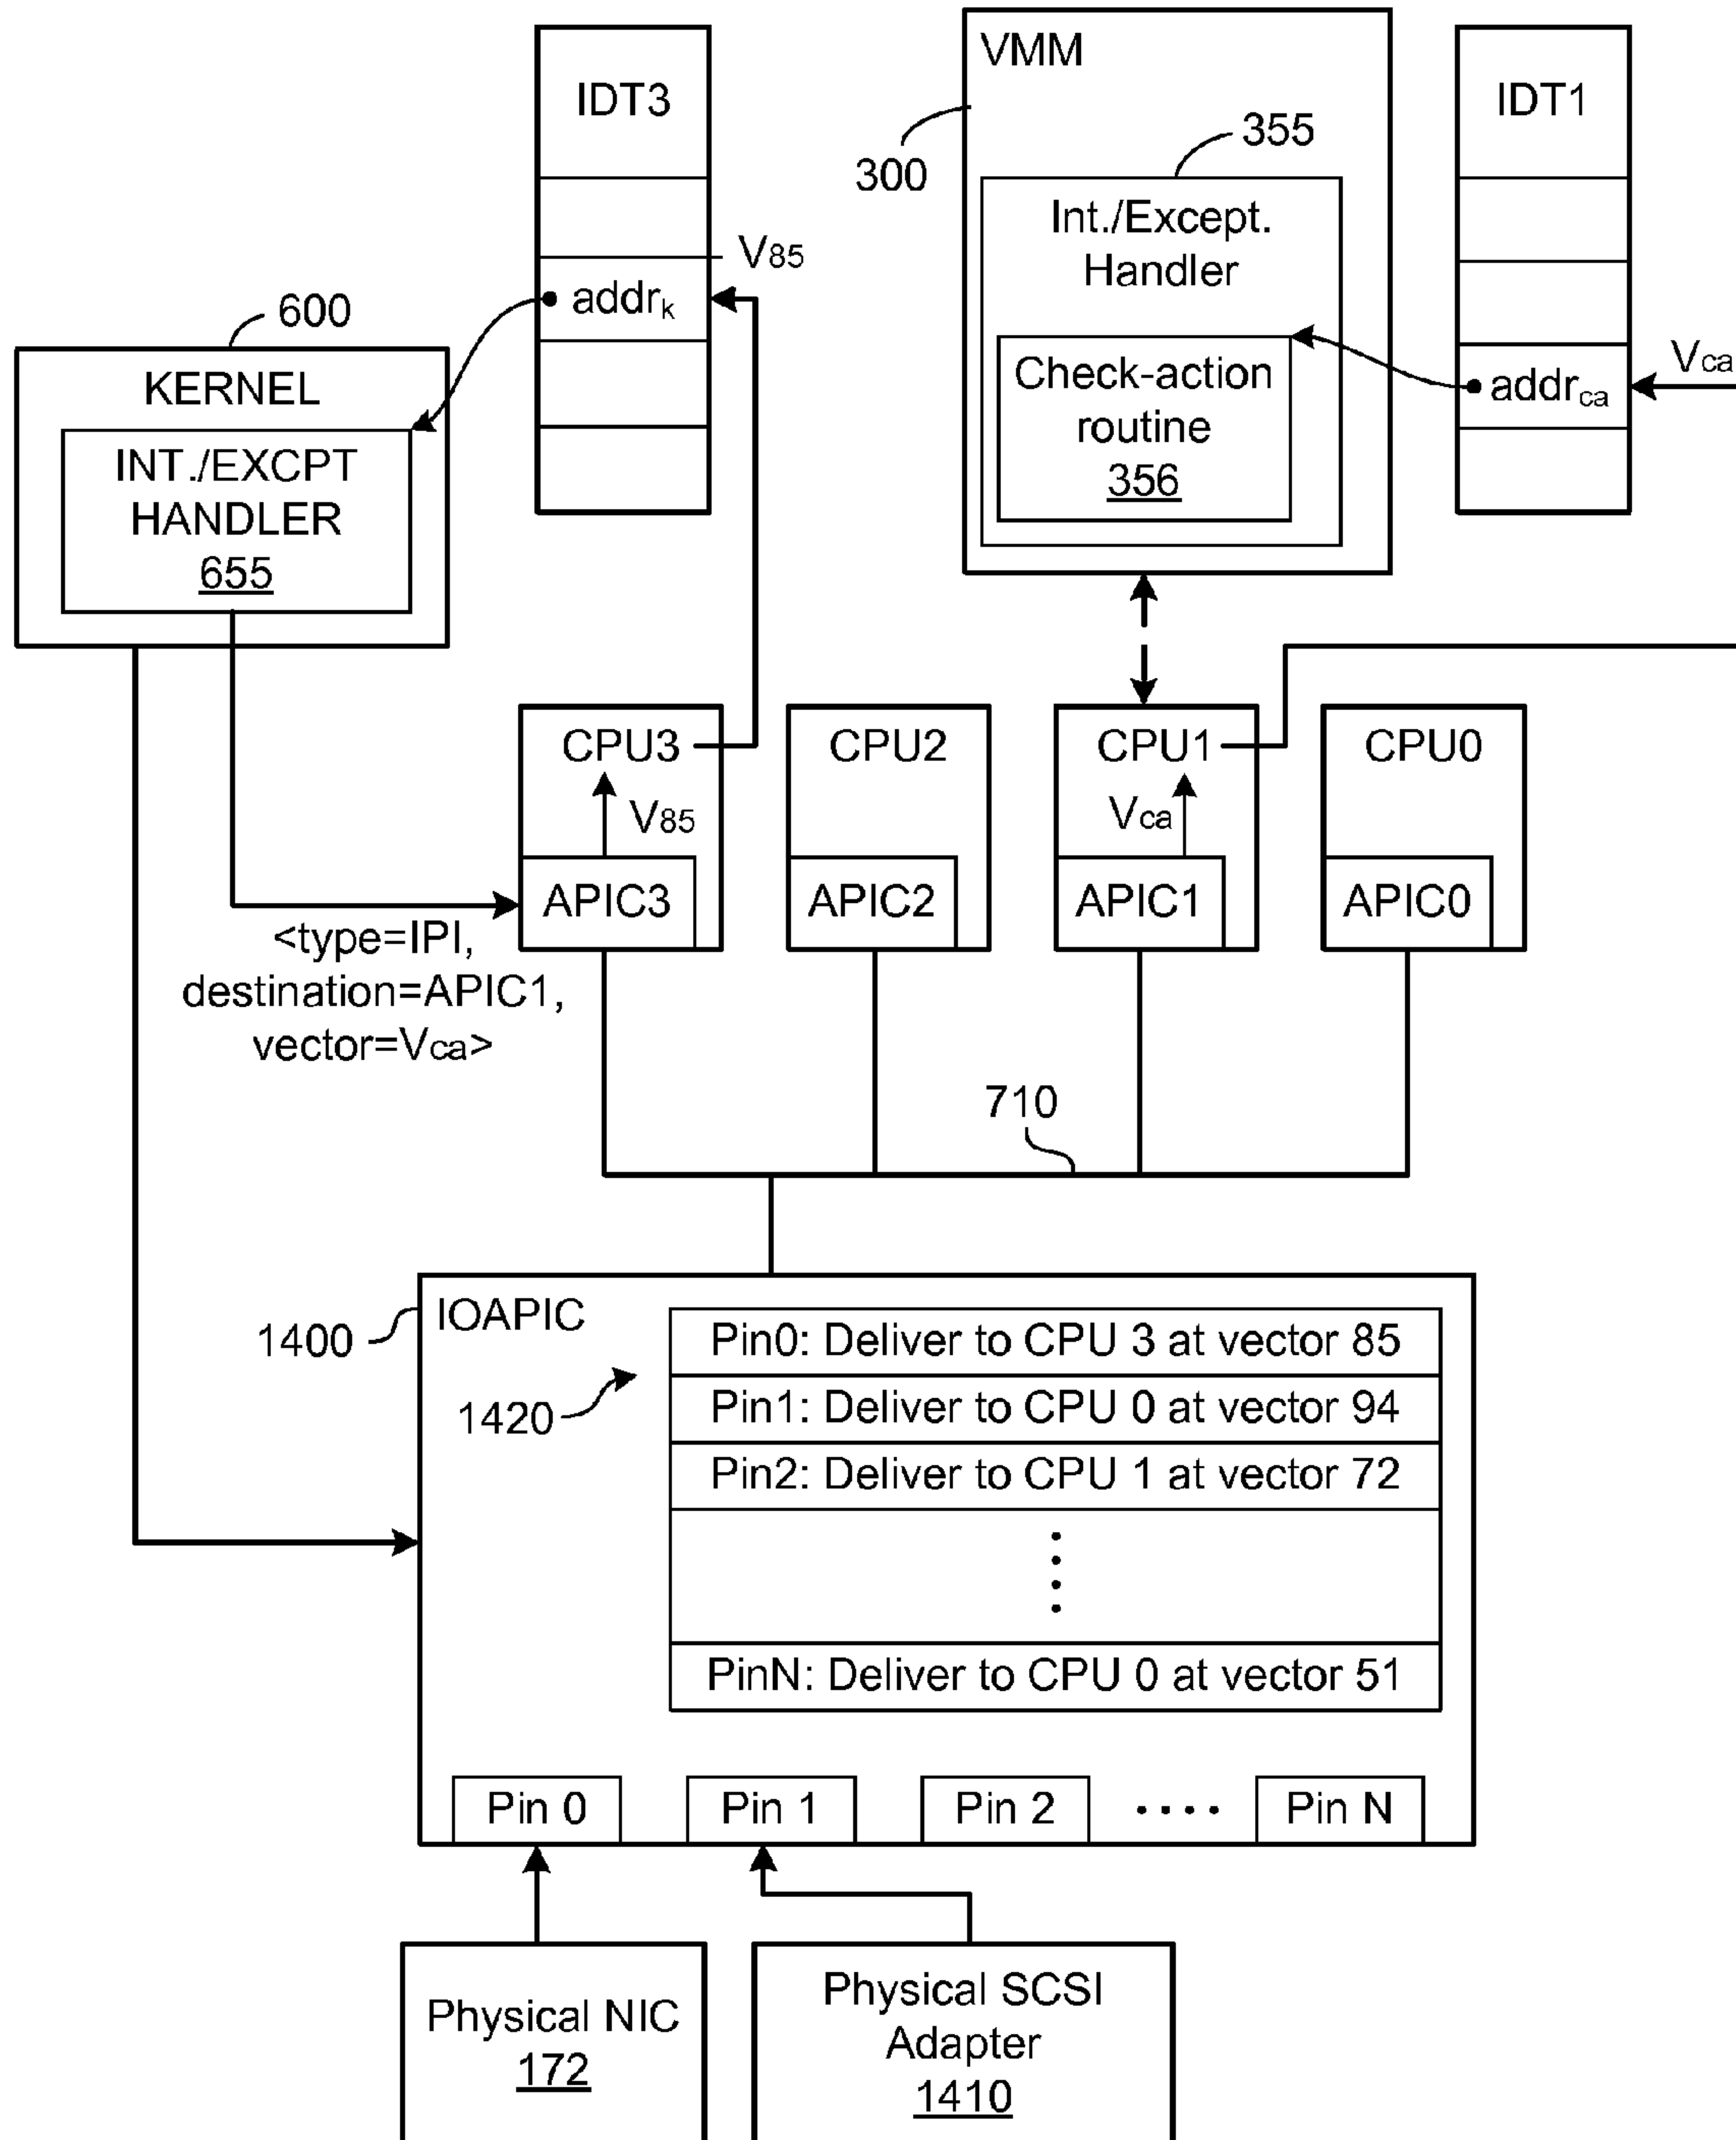 IDT3
V85
addrk
VMM
300
355
Int./Except.
Handler
Check-action
routine
356
IDT1
Vca
addrca
600
KERNEL
INT./EXCPT
HANDLER
655
CPU3
V85
APIC3
CPU2
APIC2
CPU1
Vca
APIC1
CPU0
APIC0
<type=IPI,
destination=APIC1,
vector=Vca>
710
1400
IOAPIC
1420
Pin0: Deliver to CPU 3 at vector 85
Pin1: Deliver to CPU 0 at vector 94
Pin2: Deliver to CPU 1 at vector 72
PinN: Deliver to CPU 0 at vector 51
Pin 0
Pin 1
Pin 2
Pin N
Physical NIC
172
Physical SCSI
Adapter
1410